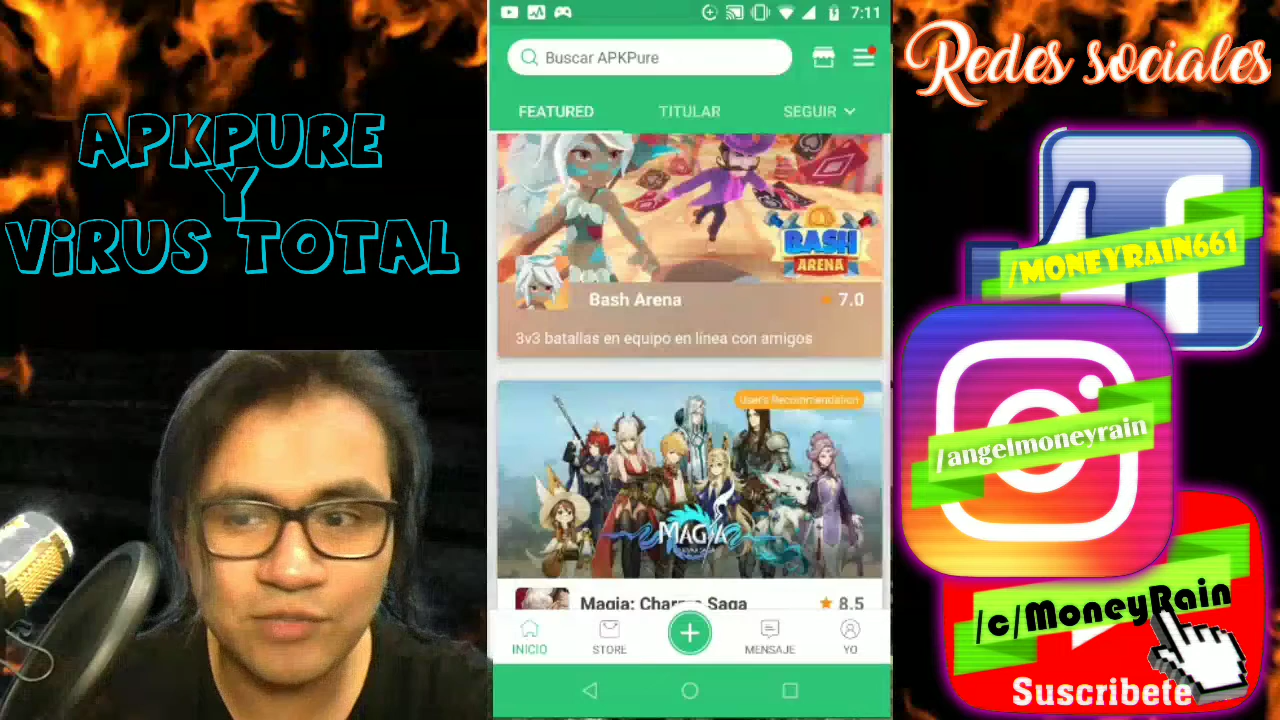 APKPURE
Y
VIRUS TOTAL
7:11
Buscar APKPure
FEATURED
TITULAR
SEGUIR
BASH
ARENA
Bash Arena
7.0
3v3 batallas en equipo en línea con amigos
User's Recommendation
MAGIA
Magia: Charma Saga
8.5
INICIO
STORE
MENSAJE
YO
Redes sociales
/MONEYRAIN661
/angelmoneyrain
/c/MoneyRain
Suscribete